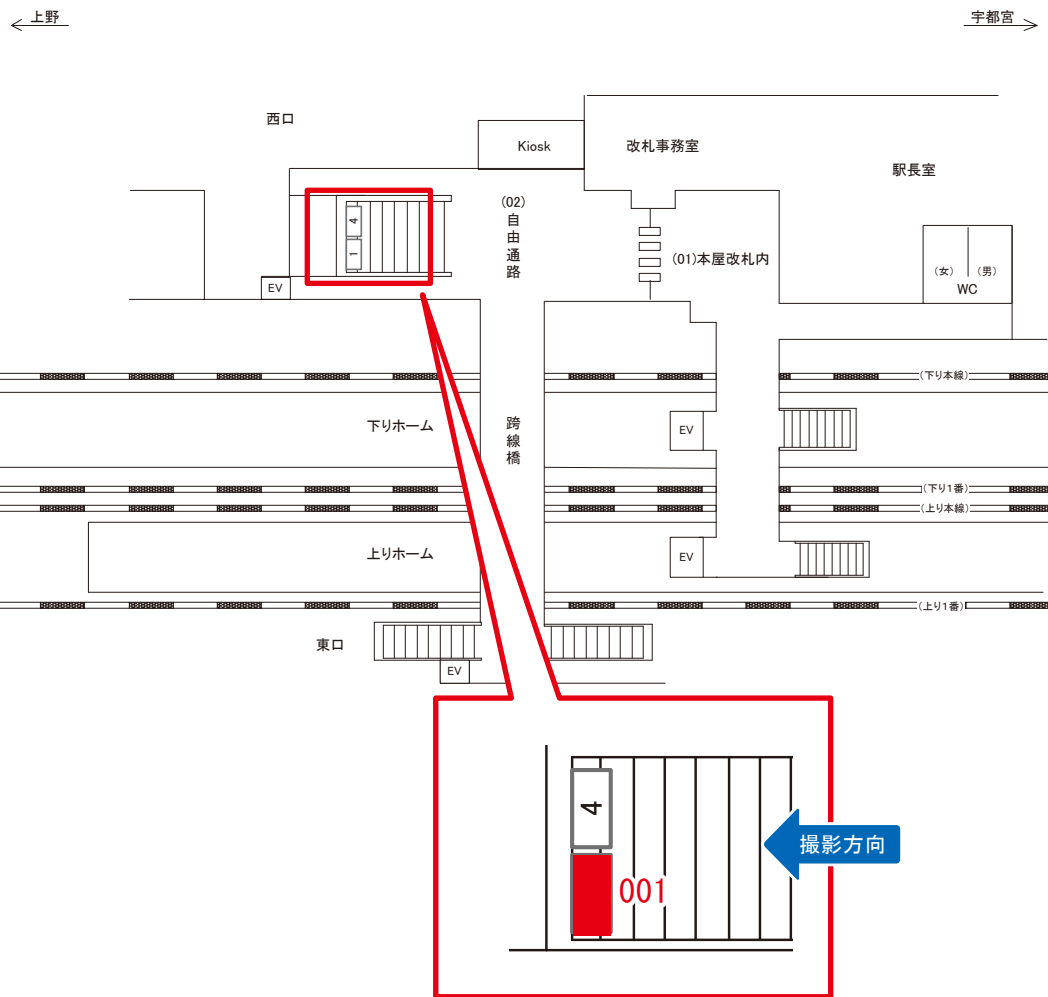 上野
宇都宮
西口
Kiosk
改札事務室
駅長室
(02)
自由通路
4
1
(01)本屋改札内
(女)
(男)
WC
EV
(下り本線)
下りホーム
跨線橋
EV
(下り1番)
(上り本線)
上りホーム
EV
(上り1番)
東口
EV
4
撮影方向
001